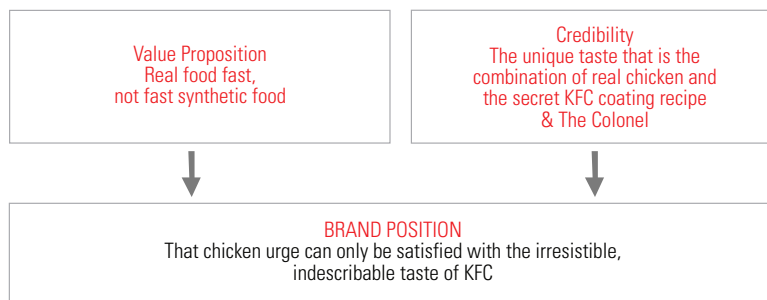 Value Proposition
Real food fast,
not fast synthetic food
Credibility
The unique taste that is the
combination of real chicken and
the secret KFC coating recipe
& The Colonel
BRAND POSITION
That chicken urge can only be satisfied with the irresistible,
indescribable taste of KFC